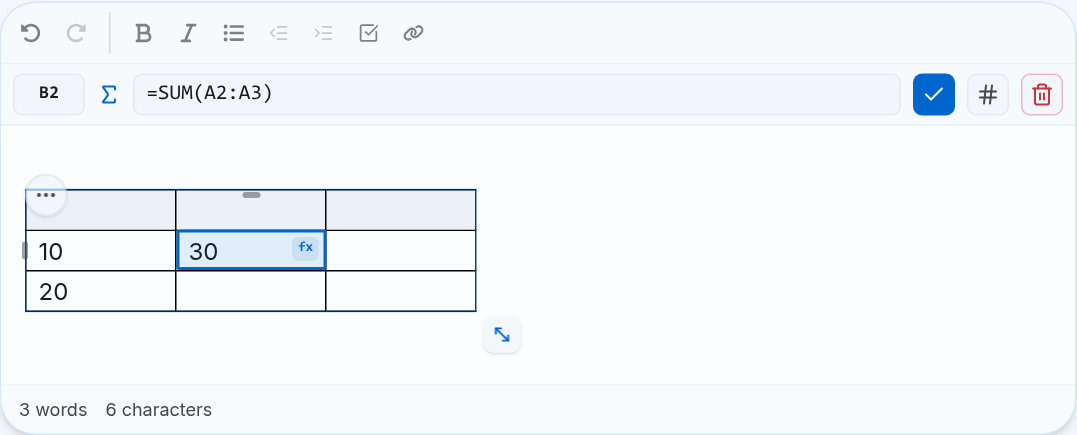 B I
B2 Σ =SUM(A2:A3) #
10 30 fx
20
3 words 6 characters